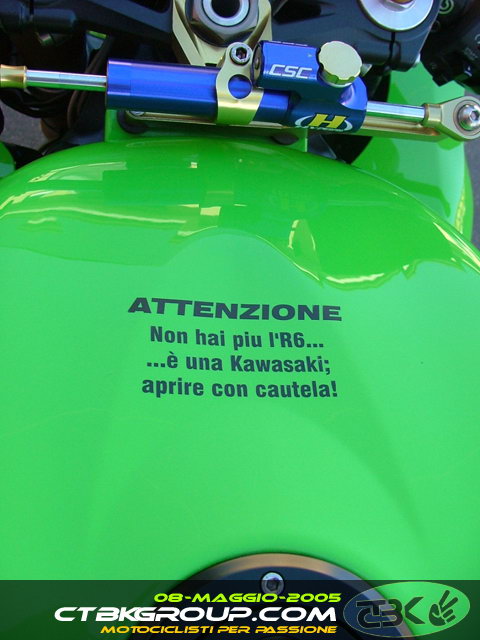 CSC
H
ATTENZIONE
Non hai piu l'R6...
...è una Kawasaki;
aprire con cautela!
08-MAGGIO-2005
CTBKGROUP.COM
MOTOCICLISTI PER PASSIONE
CTBK